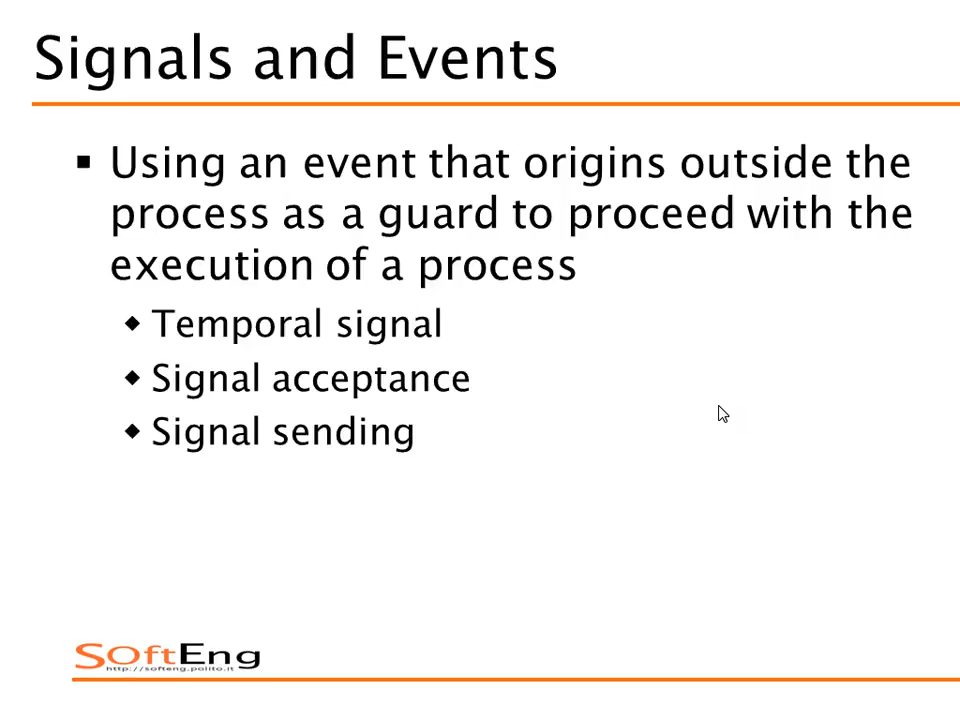 Signals and Events
▪ Using an event that origins outside the
process as a guard to proceed with the
execution of a process
◆ Temporal signal
◆ Signal acceptance
◆ Signal sending
SoftEng
http://softeng.polito.it